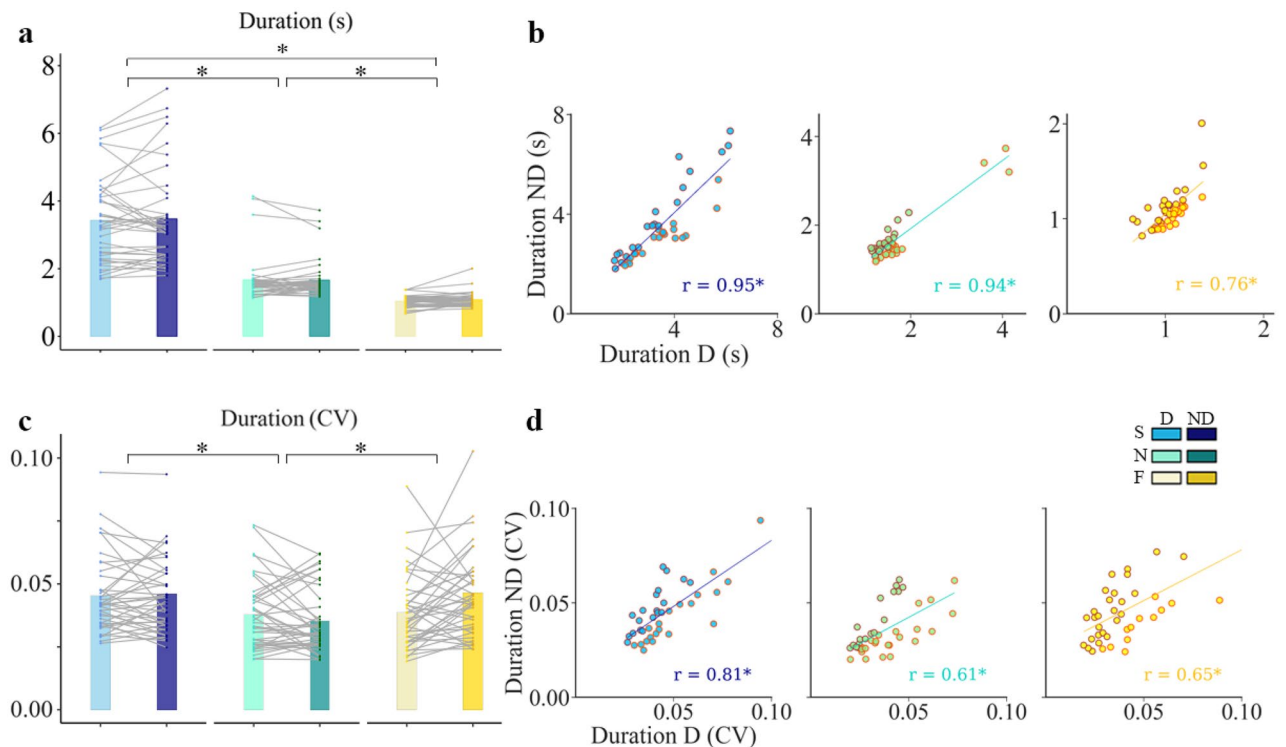 a
Duration (s)
*
*
*
8
6
4
2
0
b
Duration ND (s)
8
4
0
4
8
r = 0.95*
Duration D (s)
4
2
0
2
4
r = 0.94*
2
1
0
1
2
r = 0.76*
c
Duration (CV)
*
*
0.10
0.05
0.00
d
D ND
S
N
F
Duration ND (CV)
0.10
0.05
0.00
0.05
0.10
r = 0.81*
Duration D (CV)
0.05
0.10
r = 0.61*
0.05
0.10
r = 0.65*